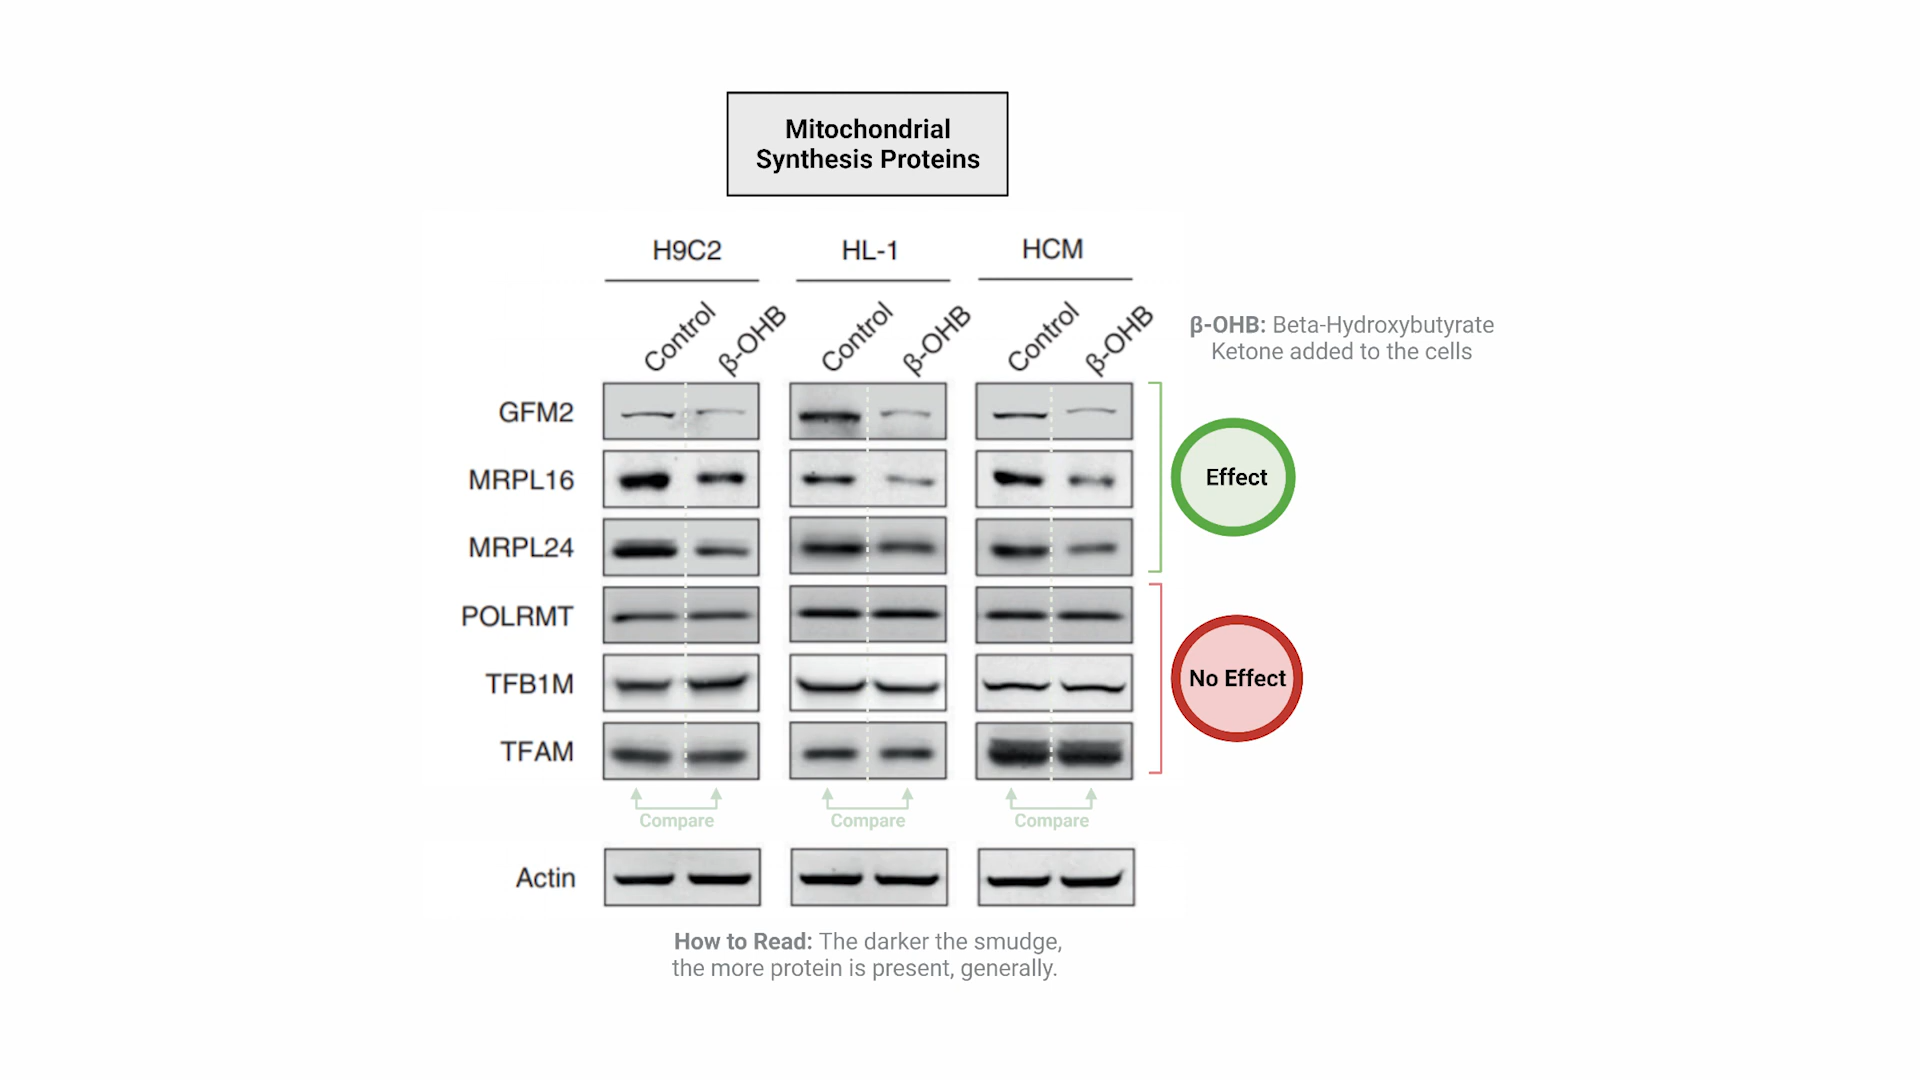 Mitochondrial
Synthesis Proteins
H9C2 HL-1 HCM
Control β-OHB Control β-OHB Control β-OHB
β-OHB: Beta-Hydroxybutyrate
Ketone added to the cells
GFM2
MRPL16
Effect
MRPL24
POLRMT
TFB1M
No Effect
TFAM
Compare Compare Compare
Actin
How to Read: The darker the smudge,
the more protein is present, generally.